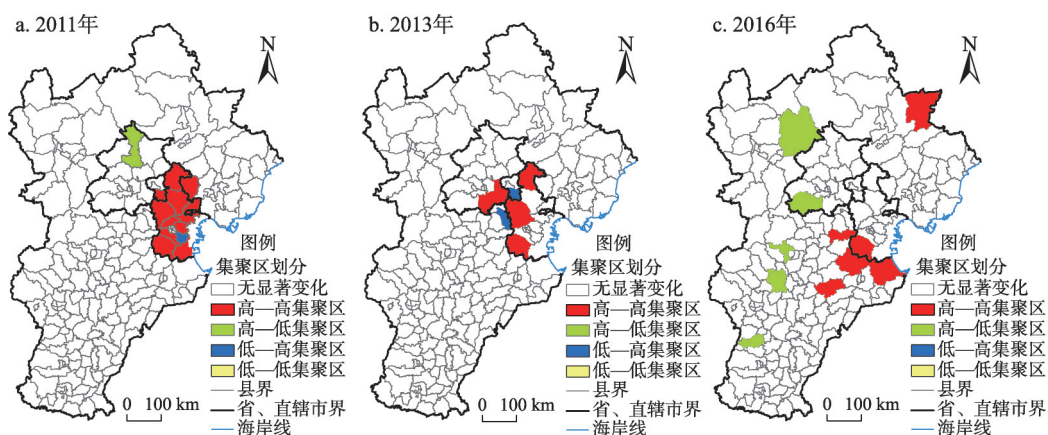 a. 2011年
N
图例
集聚区划分
无显著变化
高—高集聚区
高—低集聚区
低—高集聚区
低—低集聚区
县界
省、直辖市界
海岸线
0 100 km
b. 2013年
N
图例
集聚区划分
无显著变化
高—高集聚区
高—低集聚区
低—高集聚区
低—低集聚区
县界
省、直辖市界
海岸线
0 100 km
c. 2016年
N
图例
集聚区划分
无显著变化
高—高集聚区
高—低集聚区
低—高集聚区
低—低集聚区
县界
省、直辖市界
海岸线
0 100 km